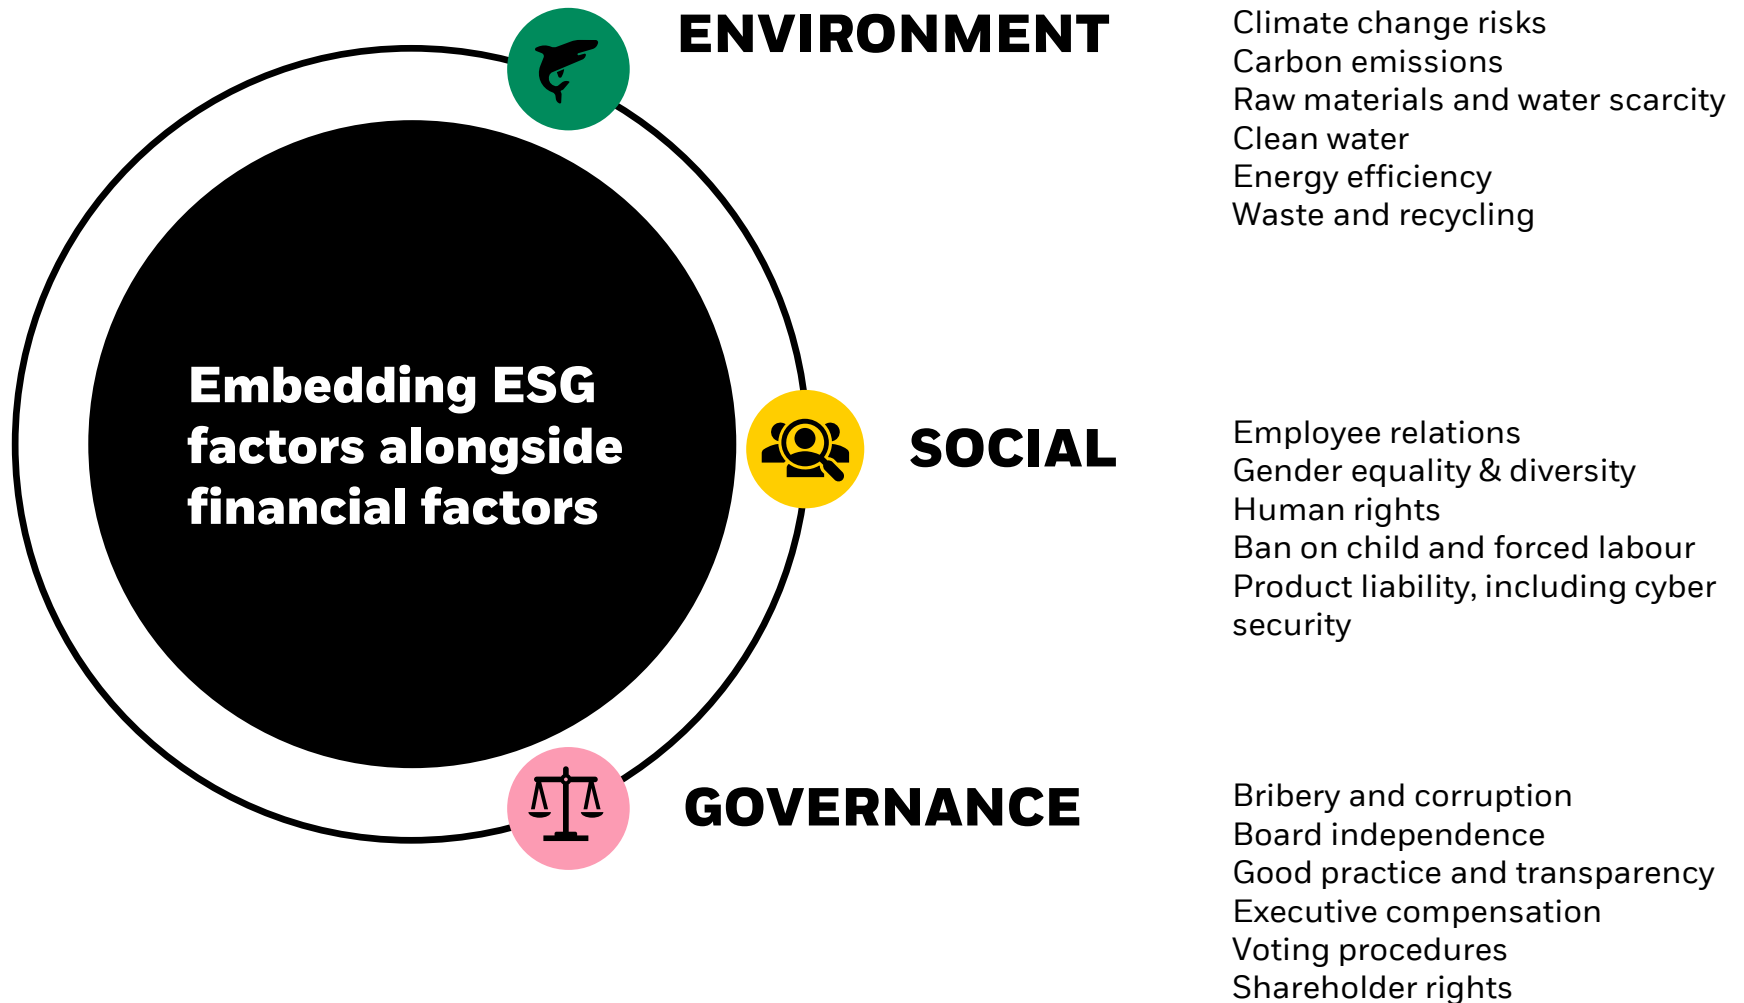 ENVIRONMENT
Climate change risks
Carbon emissions
Raw materials and water scarcity
Clean water
Energy efficiency
Waste and recycling
Embedding ESG
factors alongside
financial factors
SOCIAL
Employee relations
Gender equality & diversity
Human rights
Ban on child and forced labour
Product liability, including cyber
security
GOVERNANCE
Bribery and corruption
Board independence
Good practice and transparency
Executive compensation
Voting procedures
Shareholder rights